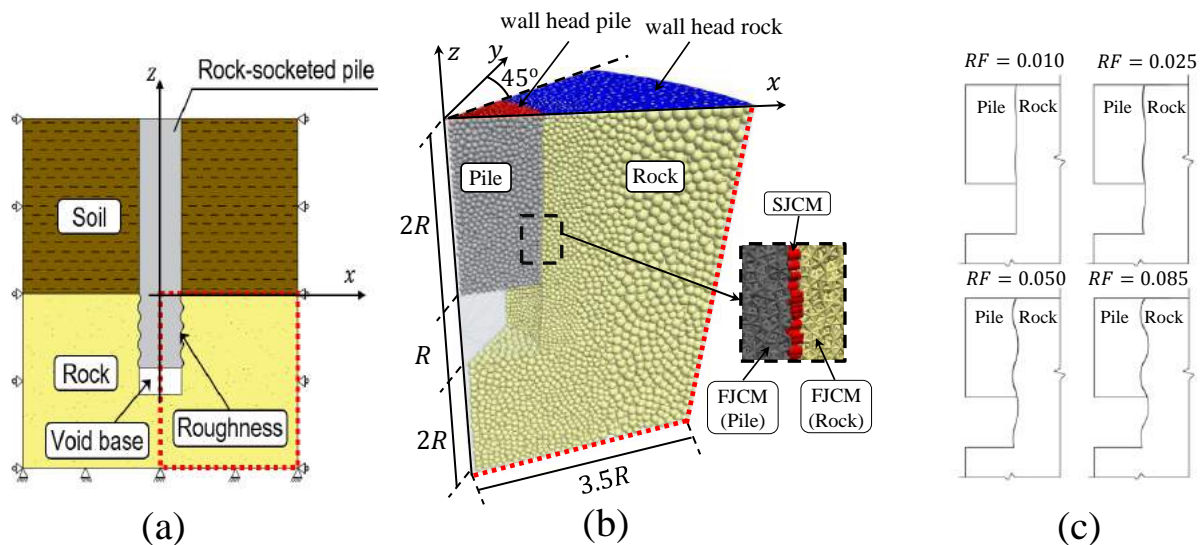 z
Rock-socketed pile
Soil
x
Rock
Void base
Roughness
(a)
wall head pile
z
y
wall head rock
45°
x
Pile
Rock
2R
SJCM
R
FJCM
(Pile)
FJCM
(Rock)
2R
3.5R
(b)
RF = 0.010
RF = 0.025
Pile
Rock
Pile
Rock
RF = 0.050
RF = 0.085
Pile
Rock
Pile
Rock
(c)